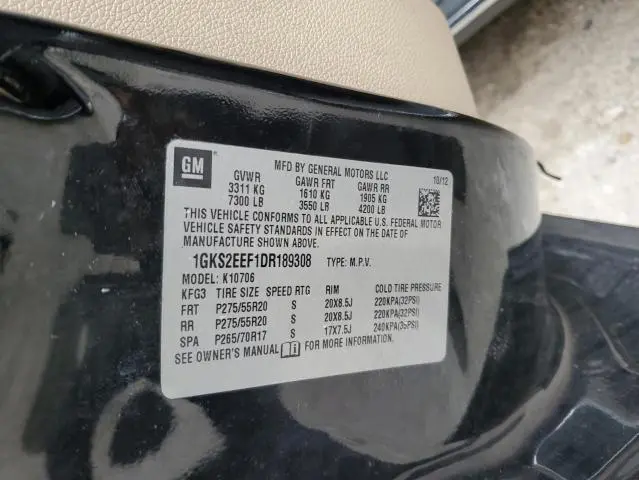 GM
MFD BY GENERAL MOTORS LLC
10/12
GVWR GAWR FRT GAWR RR
3311 KG 1610 KG 1905 KG
7300 LB 3550 LB 4200 LB
THIS VEHICLE CONFORMS TO ALL APPLICABLE U.S. FEDERAL MOTOR
VEHICLE SAFETY STANDARDS IN EFFECT ON THE DATE OF
MANUFACTURE SHOWN ABOVE.
1GKS2EEF1DR189308 TYPE: M.P.V.
MODEL: K10706
KFG3 TIRE SIZE SPEED RTG RIM COLD TIRE PRESSURE
FRT P275/55R20 S 20X8.5J 220KPA(32PSI)
RR P275/55R20 S 20X8.5J 220KPA(32PSI)
SPA P265/70R17 S 17X7.5J 240KPA(35PSI)
SEE OWNER'S MANUAL i FOR MORE INFORMATION.